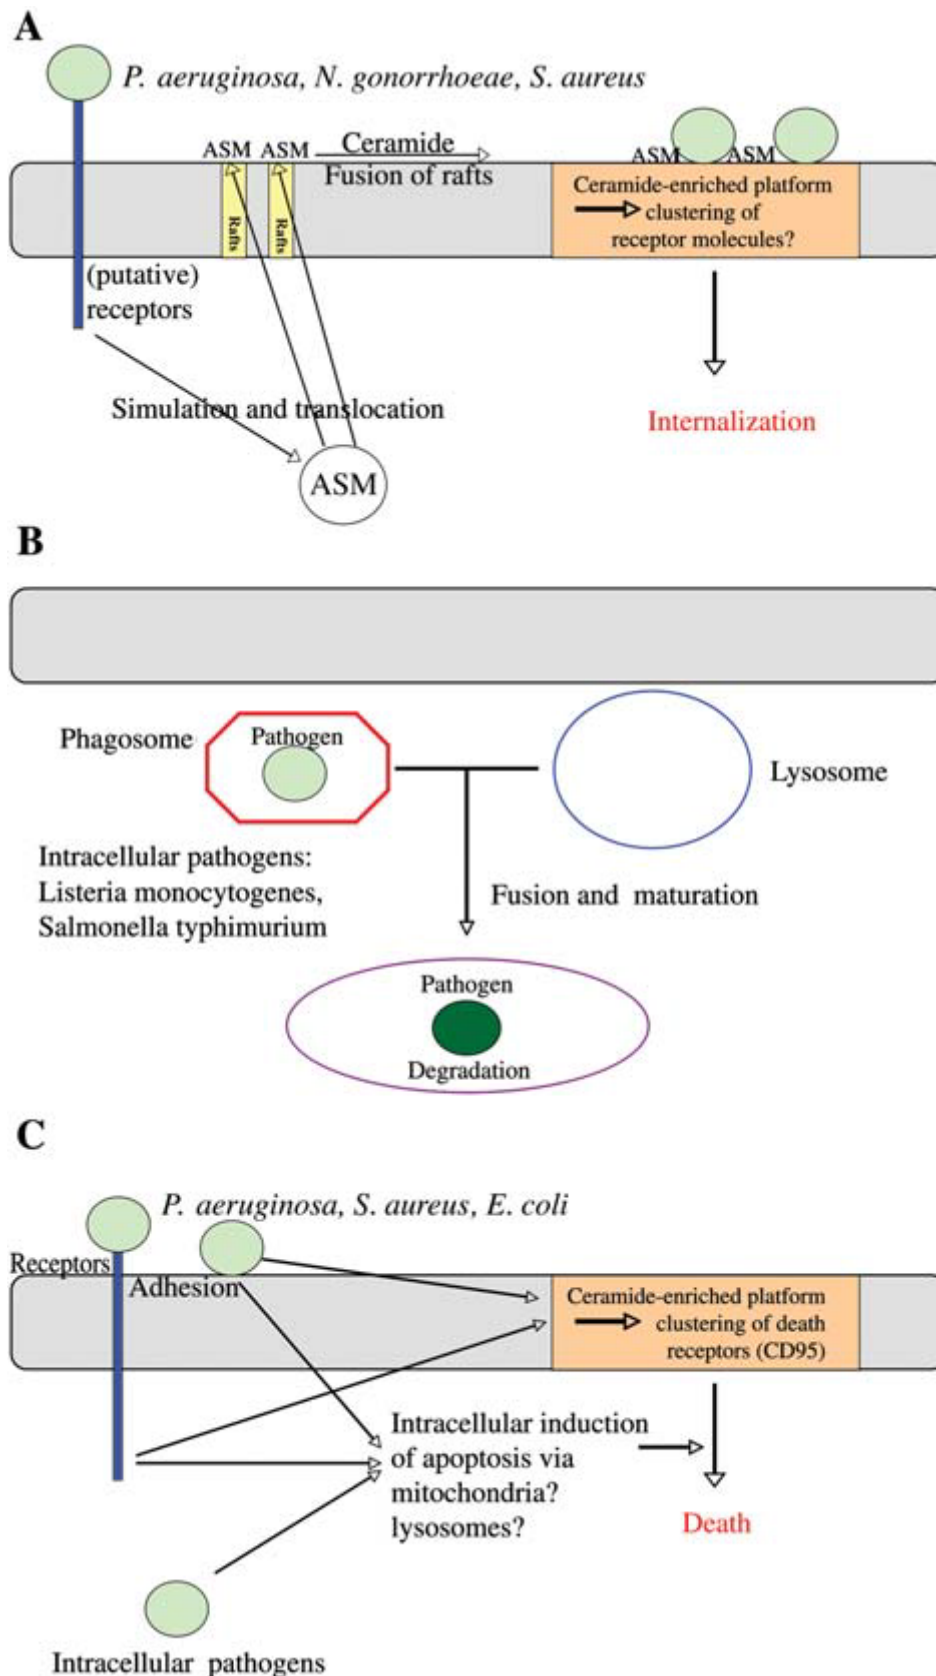 A
P. aeruginosa, N. gonorrhoeae, S. aureus
ASM ASM
Ceramide
Fusion of rafts
Rafts
Rafts
ASM ASM
Ceramide-enriched platform
clustering of
receptor molecules?
(putative)
receptors
Simulation and translocation
ASM
Internalization
B
Phagosome
Pathogen
Lysosome
Intracellular pathogens:
Listeria monocytogenes,
Salmonella typhimurium
Fusion and maturation
Pathogen
Degradation
C
P. aeruginosa, S. aureus, E. coli
Receptors
Adhesion
Ceramide-enriched platform
clustering of death
receptors (CD95)
Intracellular induction
of apoptosis via
mitochondria?
lysosomes?
Death
Intracellular pathogens